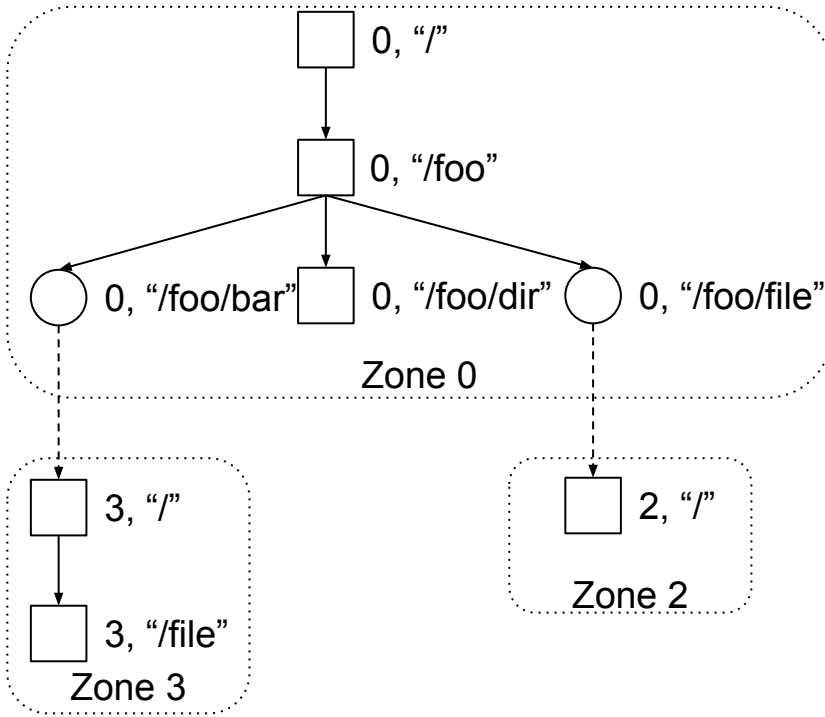 0, “/”
0, “/foo”
0, “/foo/bar”
0, “/foo/dir”
0, “/foo/file”
Zone 0
3, “/”
2, “/”
Zone 2
3, “/file”
Zone 3